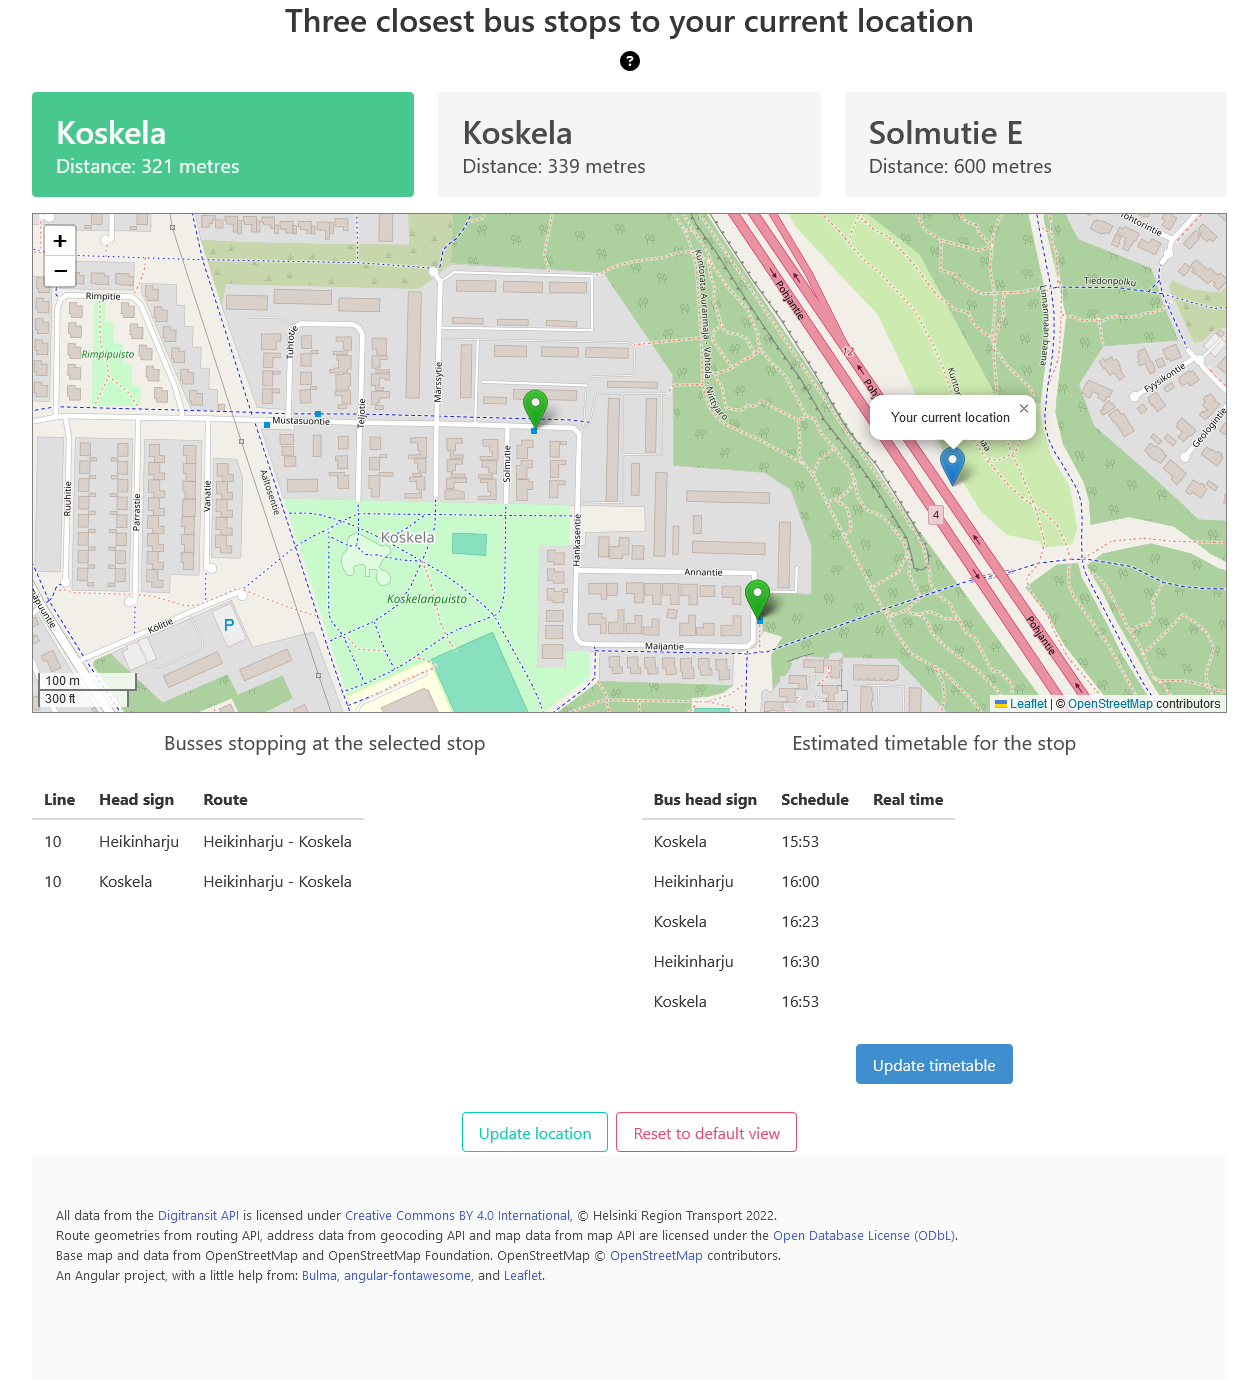 Three closest bus stops to your current location
?
Koskela
Distance: 321 metres
Koskela
Distance: 339 metres
Solmutie E
Distance: 600 metres
+
−
Rimpitie
Rimpipuisto
Tuhtotie
Teljotie
Marssytie
Mustasuontie
Solmutie
Ruuhitie
Parrastie
Vanatie
Aaltosentie
Koskela
Koskelanpuisto
Hankasentie
Annantie
Maijantie
Kölitie
P
Kuntorata Auranmaja - Vahtola - Niittyaro
Pohjantie
12
4
Pohjantie
Linnanmaan baana
Tiedonpolku
Fyysikontie
Your current location
×
100 m
300 ft
Leaflet | © OpenStreetMap contributors
Busses stopping at the selected stop
Line Head sign Route
10 Heikinharju Heikinharju - Koskela
10 Koskela Heikinharju - Koskela
Estimated timetable for the stop
Bus head sign Schedule Real time
Koskela 15:53
Heikinharju 16:00
Koskela 16:23
Heikinharju 16:30
Koskela 16:53
Update timetable
Update location
Reset to default view
All data from the Digitransit API is licensed under Creative Commons BY 4.0 International, © Helsinki Region Transport 2022.
Route geometries from routing API, address data from geocoding API and map data from map API are licensed under the Open Database License (ODbL).
Base map and data from OpenStreetMap and OpenStreetMap Foundation. OpenStreetMap © OpenStreetMap contributors.
An Angular project, with a little help from: Bulma, angular-fontawesome, and Leaflet.